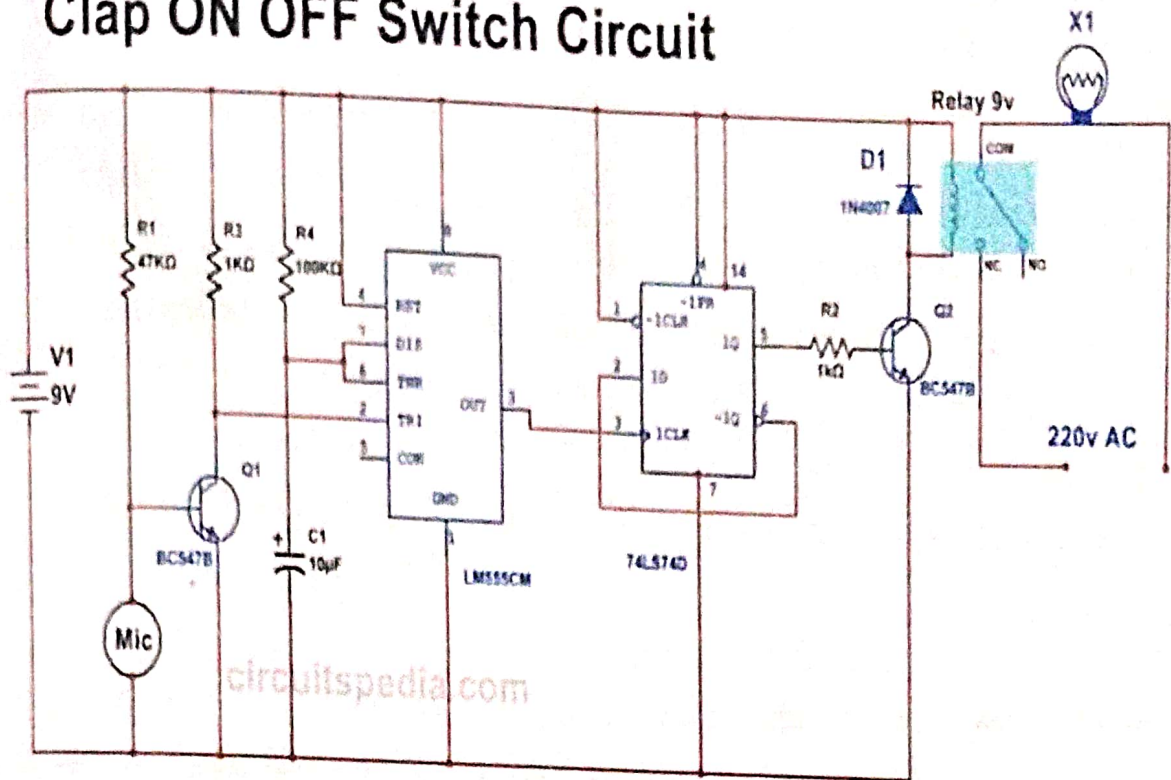 Clap ON OFF Switch Circuit
X1
Relay 9v
COM
D1
1N4007
NC
NO
R1
47KΩ
R3
1KΩ
R4
100KΩ
8
VCC
4
RST
7
DIS
6
THR
2
TRI
5
CON
OUT
3
GND
1
LM555CM
V1
9V
Q1
BC547B
+
C1
10µF
Mic
4
14
~1PR
1
~1CLR
1Q
5
2
1D
~1Q
6
3
1CLK
7
74LS74D
R2
1kΩ
Q2
BC547B
220v AC
circuitspedia.com